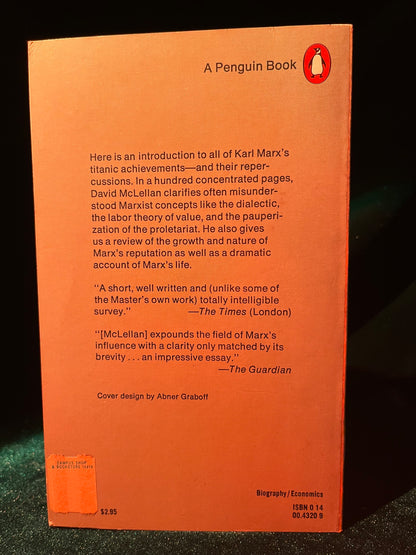 A Penguin Book
Here is an introduction to all of Karl Marx's
titanic achievements—and their reper-
cussions. In a hundred concentrated pages,
David McLellan clarifies often misunder-
stood Marxist concepts like the dialectic,
the labor theory of value, and the pauperi-
zation of the proletariat. He also gives
us a review of the growth and nature of
Marx's reputation as well as a dramatic
account of Marx's life.
"A short, well written and (unlike some of
the Master's own work) totally intelligible
survey." —The Times (London)
"[McLellan] expounds the field of Marx's
influence with a clarity only matched by its
brevity . . . an impressive essay."
—The Guardian
Cover design by Abner Graboff
CAMPUS SHOP
& BOOKSTORE
$2.95
Biography/Economics
ISBN 0 14
00.4320 9